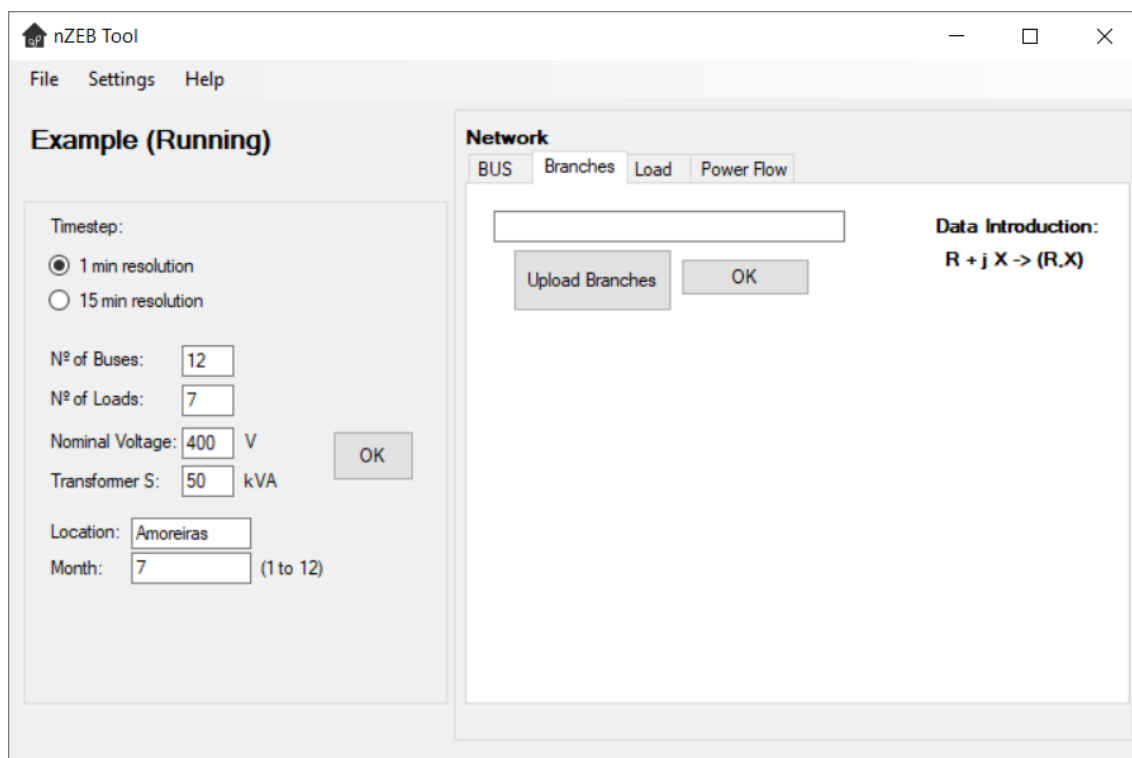 nZEB Tool
File Settings Help
Example (Running)
Timestep:
1 min resolution
15 min resolution
Nº of Buses: 12
Nº of Loads: 7
Nominal Voltage: 400 V
Transformer S: 50 kVA
OK
Location: Amoreiras
Month: 7 (1 to 12)
Network
BUS Branches Load Power Flow
Upload Branches OK
Data Introduction:
R + j X -> (R,X)